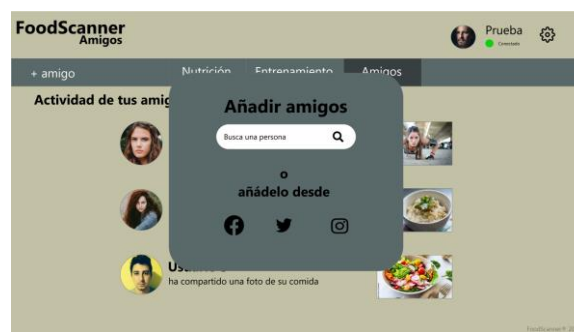 FoodScanner
Amigos
Prueba
Conectado
+ amigo
Nutrición
Entrenamiento
Amigos
Actividad de tus amig
Añadir amigos
Busca una persona
o
añádelo desde
ha compartido una foto de su comida